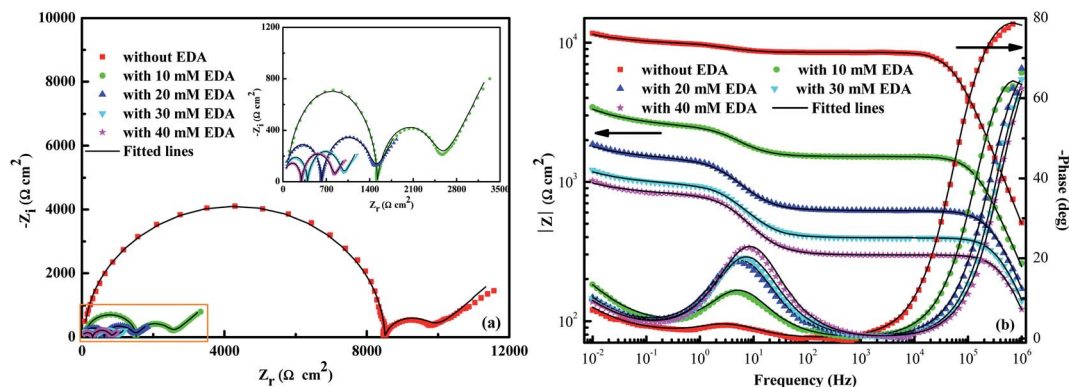 10000
8000
6000
4000
2000
0
-Zi (Ω cm²)
without EDA
with 10 mM EDA
with 20 mM EDA
with 30 mM EDA
with 40 mM EDA
Fitted lines
1200
800
400
0
-Zi (Ω cm²)
0 700 1400 2100 2800 3500
Zr (Ω cm²)
(a)
0 4000 8000 12000
Zr (Ω cm²)
10⁴
10³
10²
|Z| (Ω cm²)
without EDA
with 10 mM EDA
with 20 mM EDA
with 30 mM EDA
with 40 mM EDA
Fitted lines
80
60
40
20
0
-Phase (deg)
(b)
10⁻² 10⁻¹ 10⁰ 10¹ 10² 10³ 10⁴ 10⁵ 10⁶
Frequency (Hz)